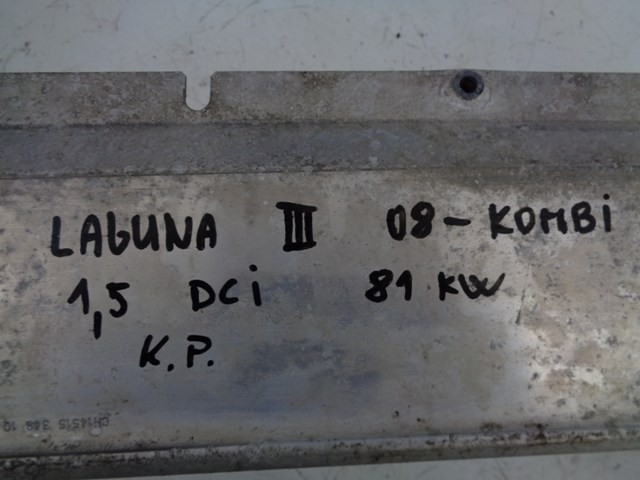 LAGUNA III 08-KOMBi
1,5 DCi 81 KW
K.P.